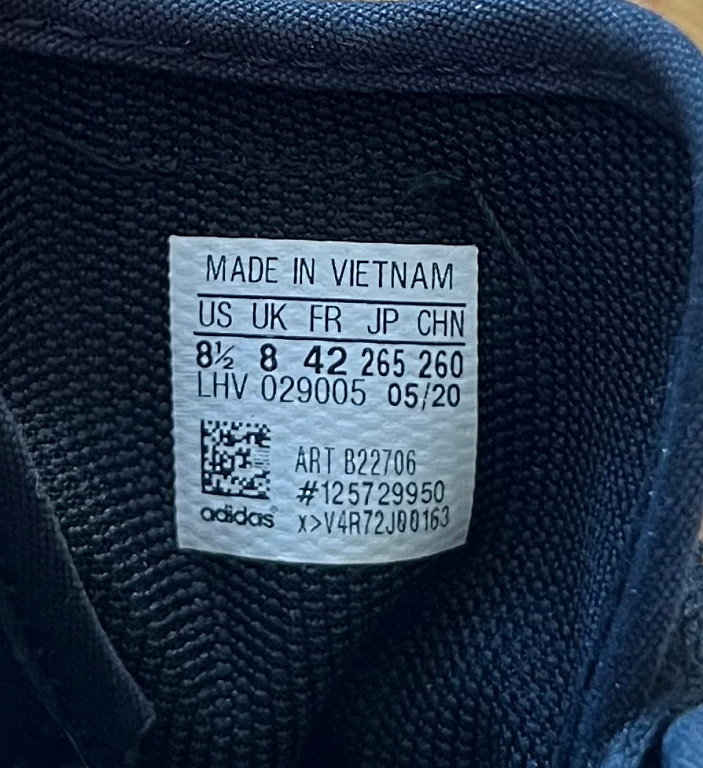 MADE IN VIETNAM
US UK FR JP CHN
8½ 8 42 265 260
LHV 029005 05/20
ART B22706
#125729950
adidas® x>V4R72J00163